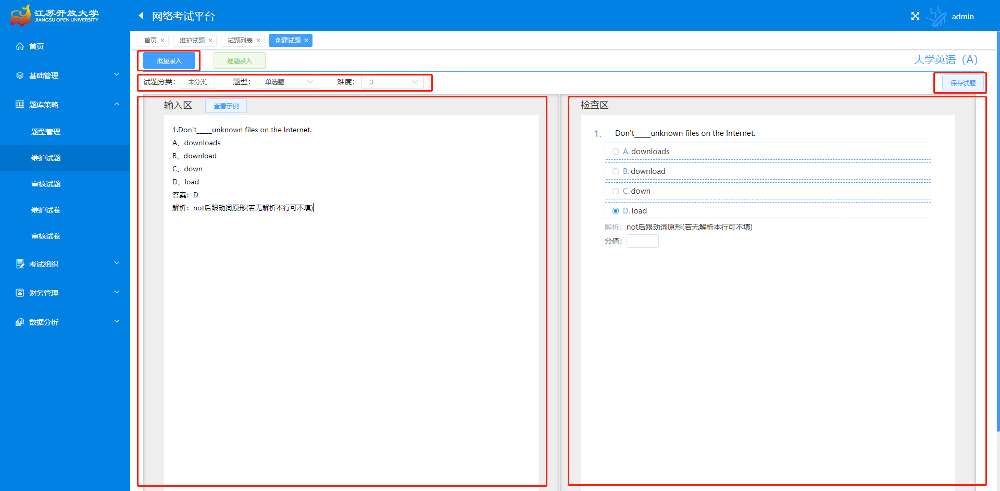 江苏开放大学
JIANGSU OPEN UNIVERSITY
网络考试平台
admin
首页
基础管理
题库策略
题型管理
维护试题
审核试题
维护试卷
审核试卷
考试组织
财务管理
数据分析
首页 维护试题 试题列表 创建试题
批量录入 逐题录入
大学英语（A）
试题分类： 未分类 题型： 单选题 难度： 3
保存试题
输入区 查看示例
1.Don't_____unknown files on the Internet.
A、downloads
B、download
C、down
D、load
答案：D
解析：not后跟动词原形(若无解析本行可不填)
检查区
1. Don't_____unknown files on the Internet.
A. downloads
B. download
C. down
D. load
解析： not后跟动词原形(若无解析本行可不填)
分值：